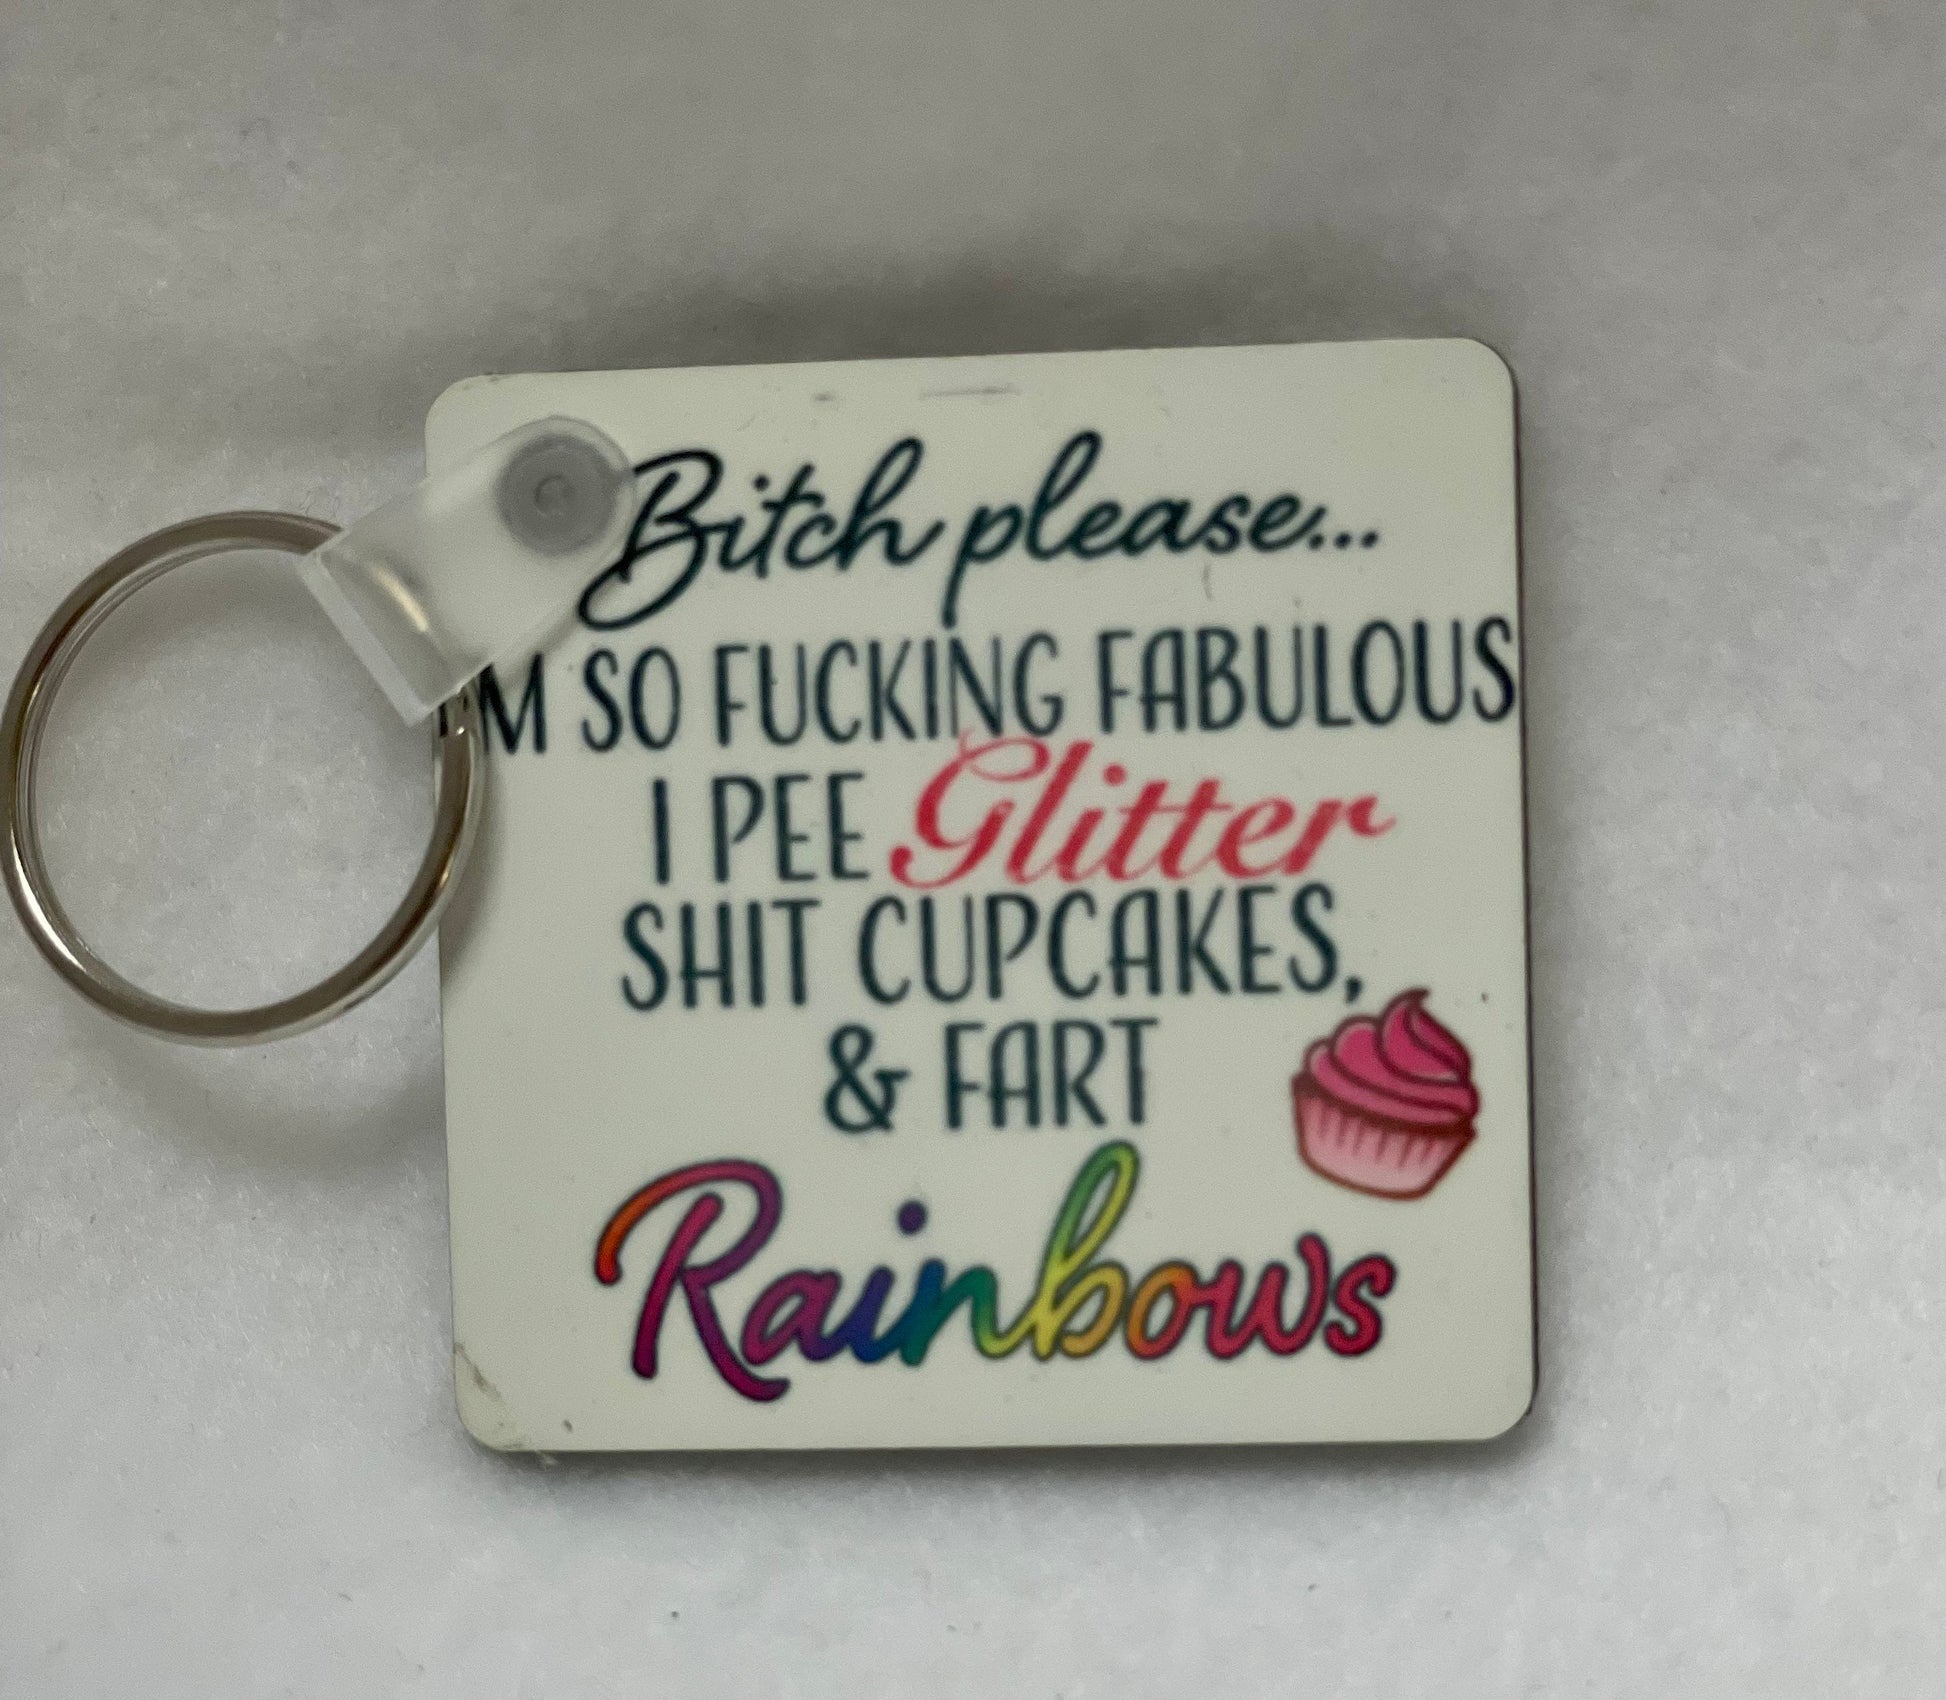 Bitch please...
I'M SO FUCKING FABULOUS
I PEE Glitter
SHIT CUPCAKES,
& FART
Rainbows